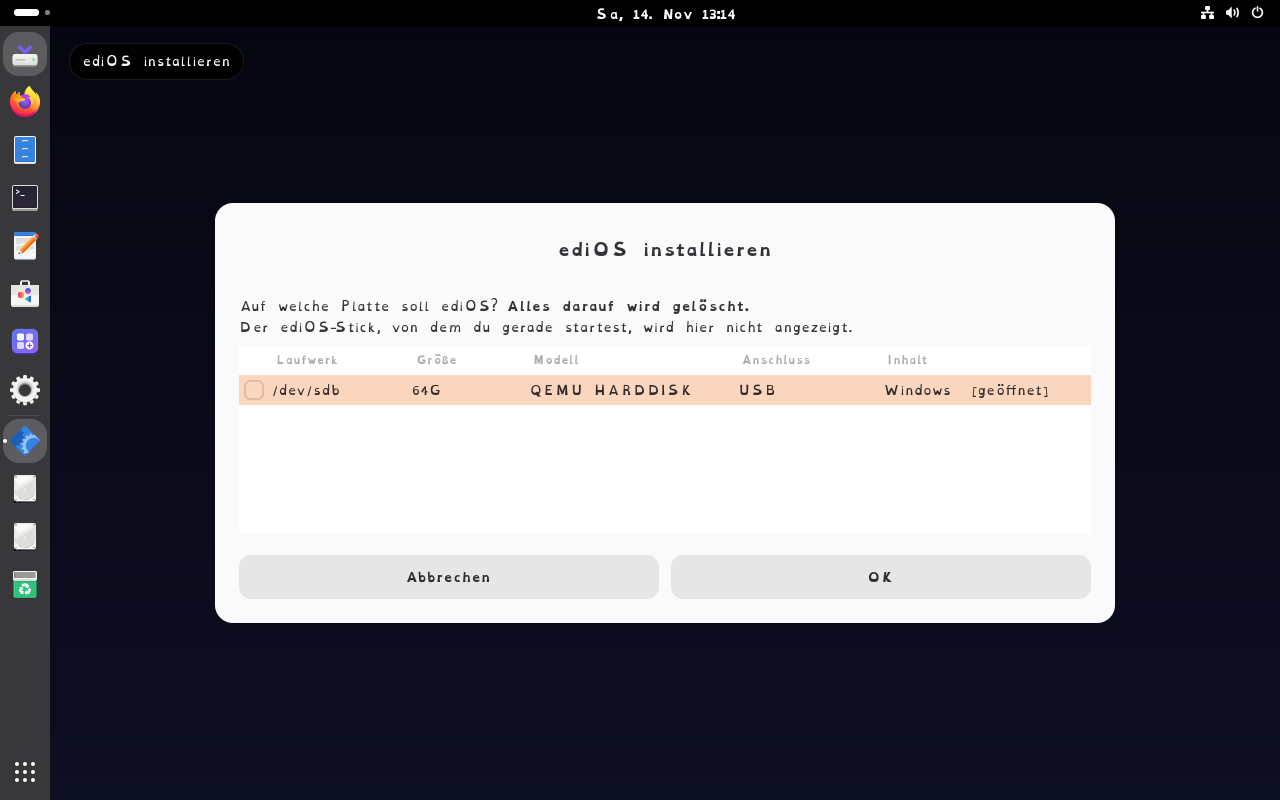 Sa, 14. Nov 13:14
ediOS installieren
ediOS installieren
Auf welche Platte soll ediOS? Alles darauf wird gelöscht.
Der ediOS-Stick, von dem du gerade startest, wird hier nicht angezeigt.
Laufwerk Größe Modell Anschluss Inhalt
/dev/sdb 64G QEMU HARDDISK USB Windows [geöffnet]
Abbrechen OK